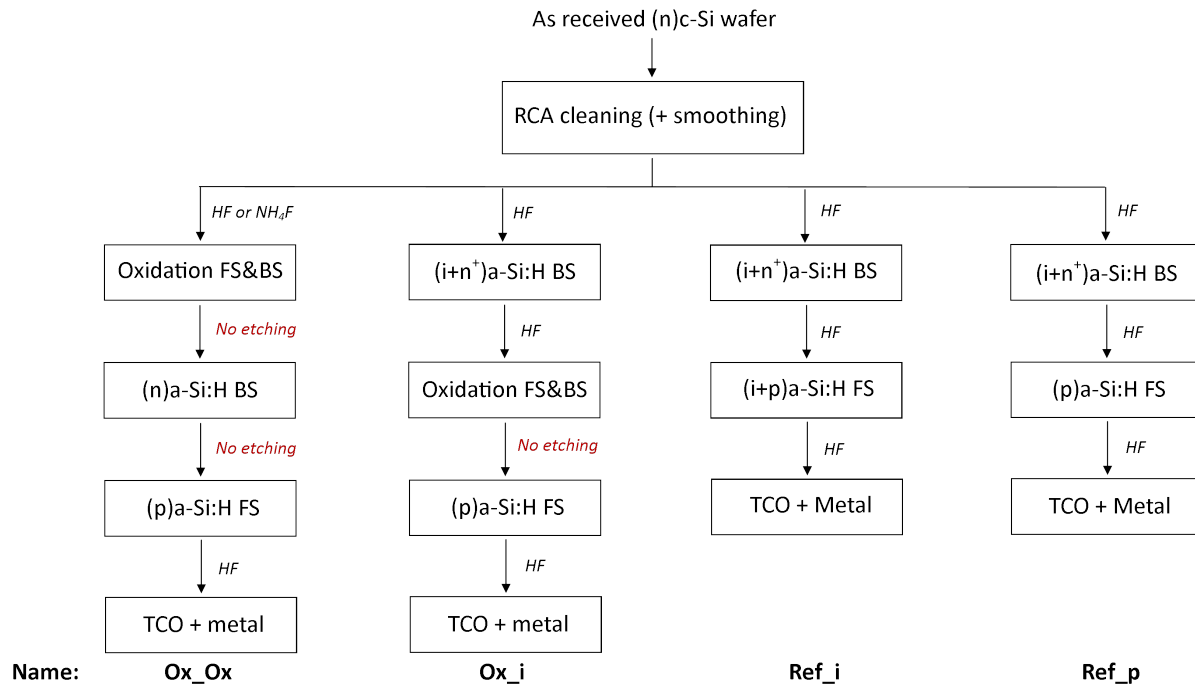 As received (n)c-Si wafer
RCA cleaning (+ smoothing)
HF or NH₄F
HF
HF
HF
Oxidation FS&BS
(i+n⁺)a-Si:H BS
(i+n⁺)a-Si:H BS
(i+n⁺)a-Si:H BS
No etching
HF
HF
HF
(n)a-Si:H BS
Oxidation FS&BS
(i+p)a-Si:H FS
(p)a-Si:H FS
No etching
No etching
HF
HF
(p)a-Si:H FS
(p)a-Si:H FS
TCO + Metal
TCO + Metal
HF
HF
TCO + metal
TCO + metal
Name: Ox_Ox Ox_i Ref_i Ref_p